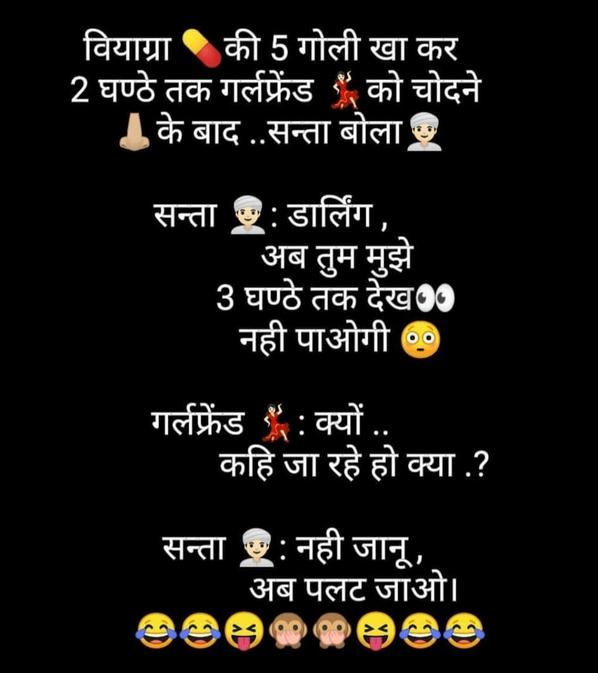 वियाग्रा 💊की 5 गोली खा कर
2 घण्ठे तक गर्लफ्रेंड 💃🏻को चोदने
👃🏻के बाद ..सन्ता बोला👳🏻
सन्ता 👳🏻: डार्लिंग ,
अब तुम मुझे
3 घण्ठे तक देख👀
नही पाओगी 😳
गर्लफ्रेंड 💃🏻: क्यों ..
कहि जा रहे हो क्या .?
सन्ता 👳🏻: नही जानू ,
अब पलट जाओ।
😂😂😝🙊🙊😝😂😂